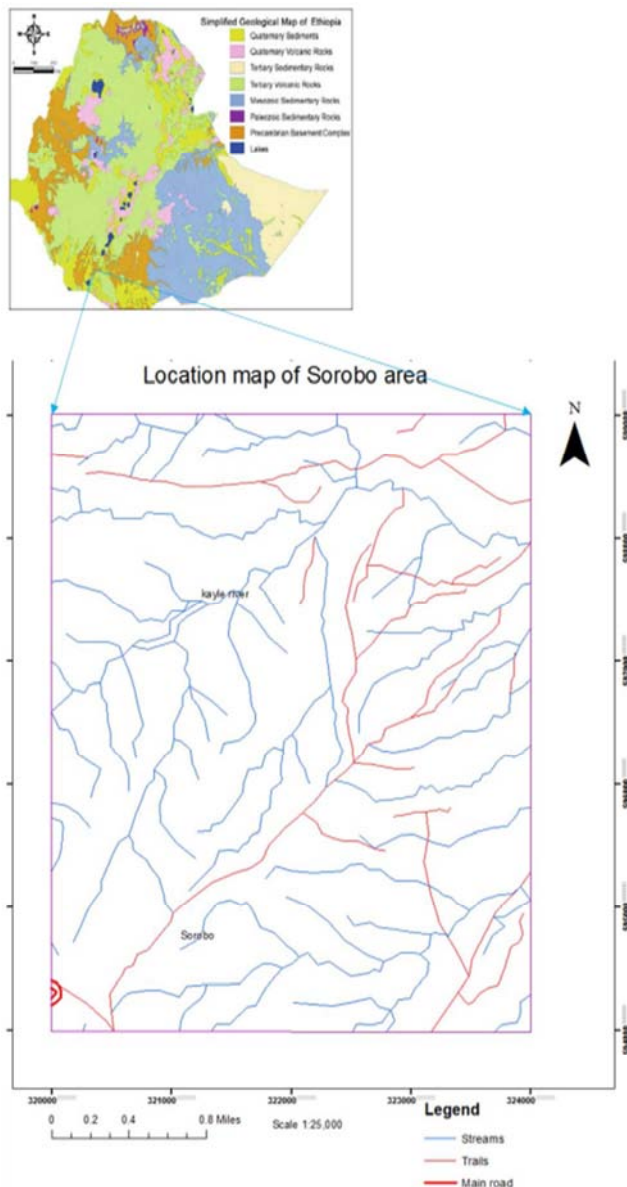 Simplified Geological Map of Ethiopia
Quaternary Sediments
Quaternary Volcanic Rocks
Tertiary Sedimentary Rocks
Tertiary Volcanic Rocks
Mesozoic Sedimentary Rocks
Paleozoic Sedimentary Rocks
Precambrian Basement Complex
Lakes
Location map of Sorobo area
N
kayle river
Sorobo
320000 321000 322000 323000 324000
0 0.2 0.4 0.8 Miles
Scale 1:25,000
Legend
Streams
Trails
Main road